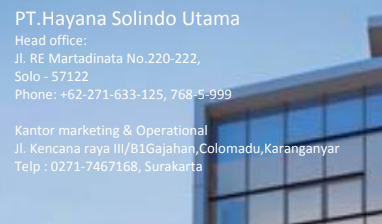 PT.Hayana Solindo Utama
Head office:
Jl. RE Martadinata No.220-222,
Solo - 57122
Phone: +62-271-633-125, 768-5-999
Kantor marketing & Operational
Jl. Kencana raya III/B1Gajahan,Colomadu,Karanganyar
Telp : 0271-7467168, Surakarta